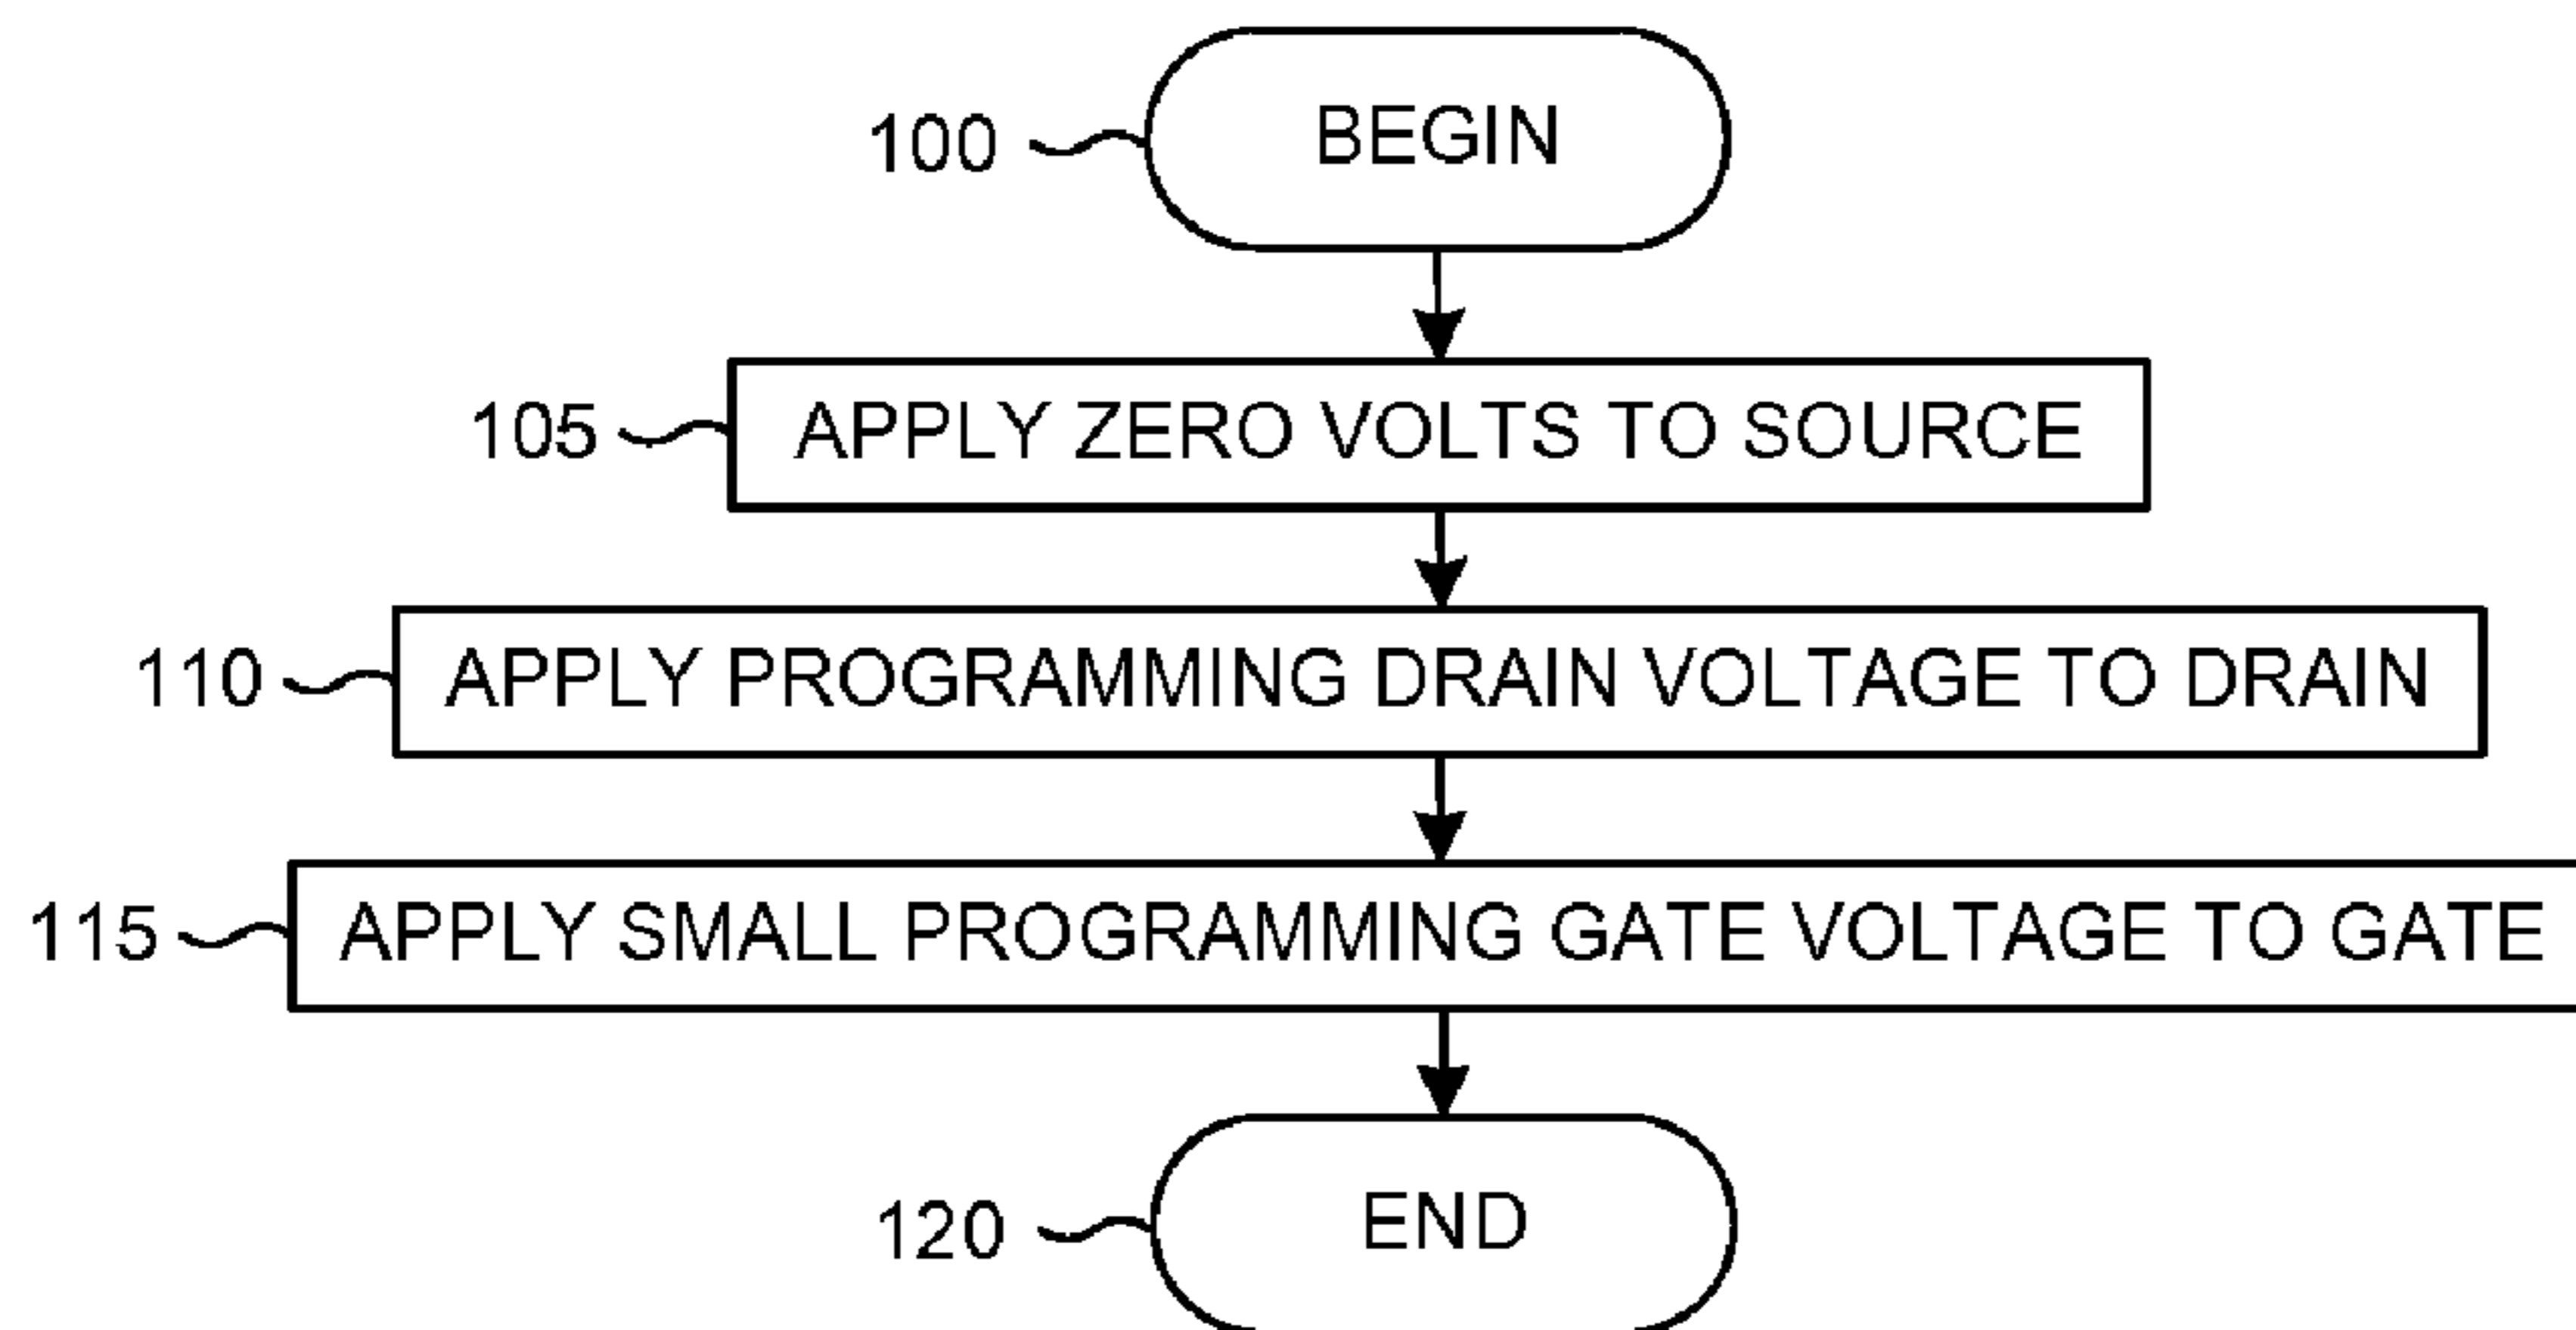 100 BEGIN
105 APPLY ZERO VOLTS TO SOURCE
110 APPLY PROGRAMMING DRAIN VOLTAGE TO DRAIN
115 APPLY SMALL PROGRAMMING GATE VOLTAGE TO GATE
120 END